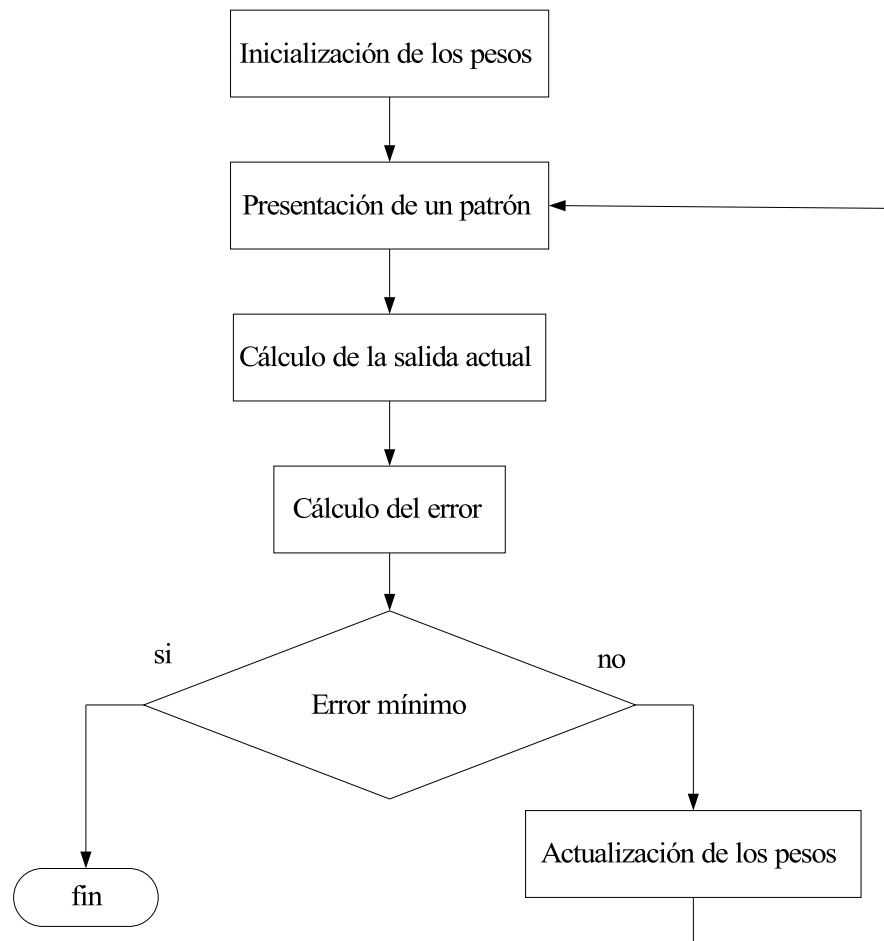 Inicialización de los pesos
Presentación de un patrón
Cálculo de la salida actual
Cálculo del error
si
no
Error mínimo
Actualización de los pesos
fin